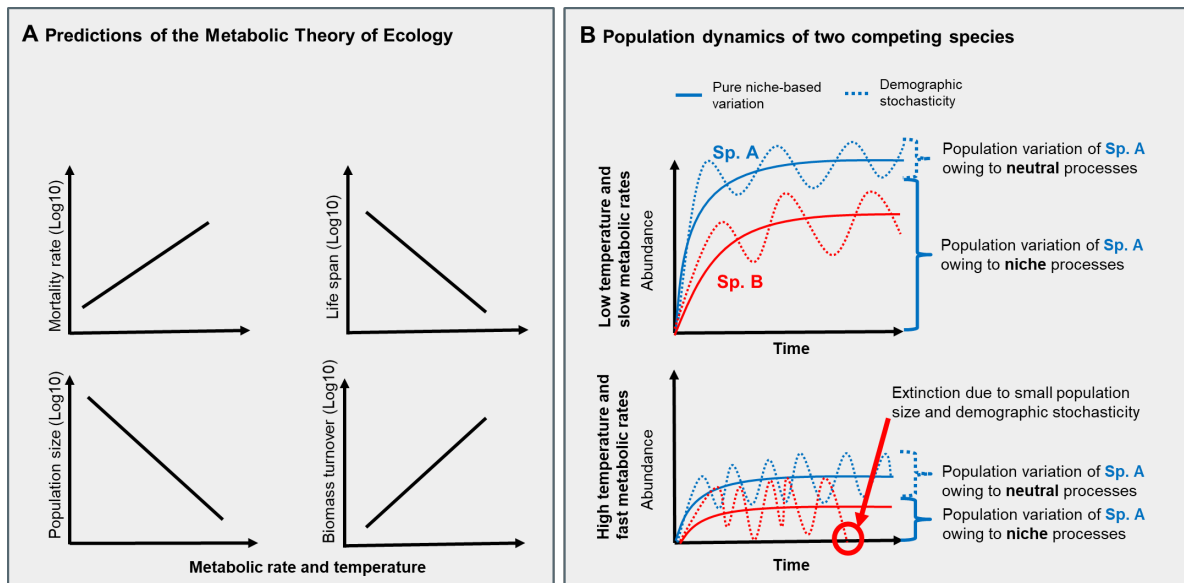 A Predictions of the Metabolic Theory of Ecology
Mortality rate (Log10)
Life span (Log10)
Population size (Log10)
Biomass turnover (Log10)
Metabolic rate and temperature
B Population dynamics of two competing species
Pure niche-based
variation
Demographic
stochasticity
Low temperature and
slow metabolic rates
Abundance
Sp. A
Sp. B
Time
Population variation of Sp. A
owing to neutral processes
Population variation of Sp. A
owing to niche processes
High temperature and
fast metabolic rates
Abundance
Time
Extinction due to small population
size and demographic stochasticity
Population variation of Sp. A
owing to neutral processes
Population variation of Sp. A
owing to niche processes